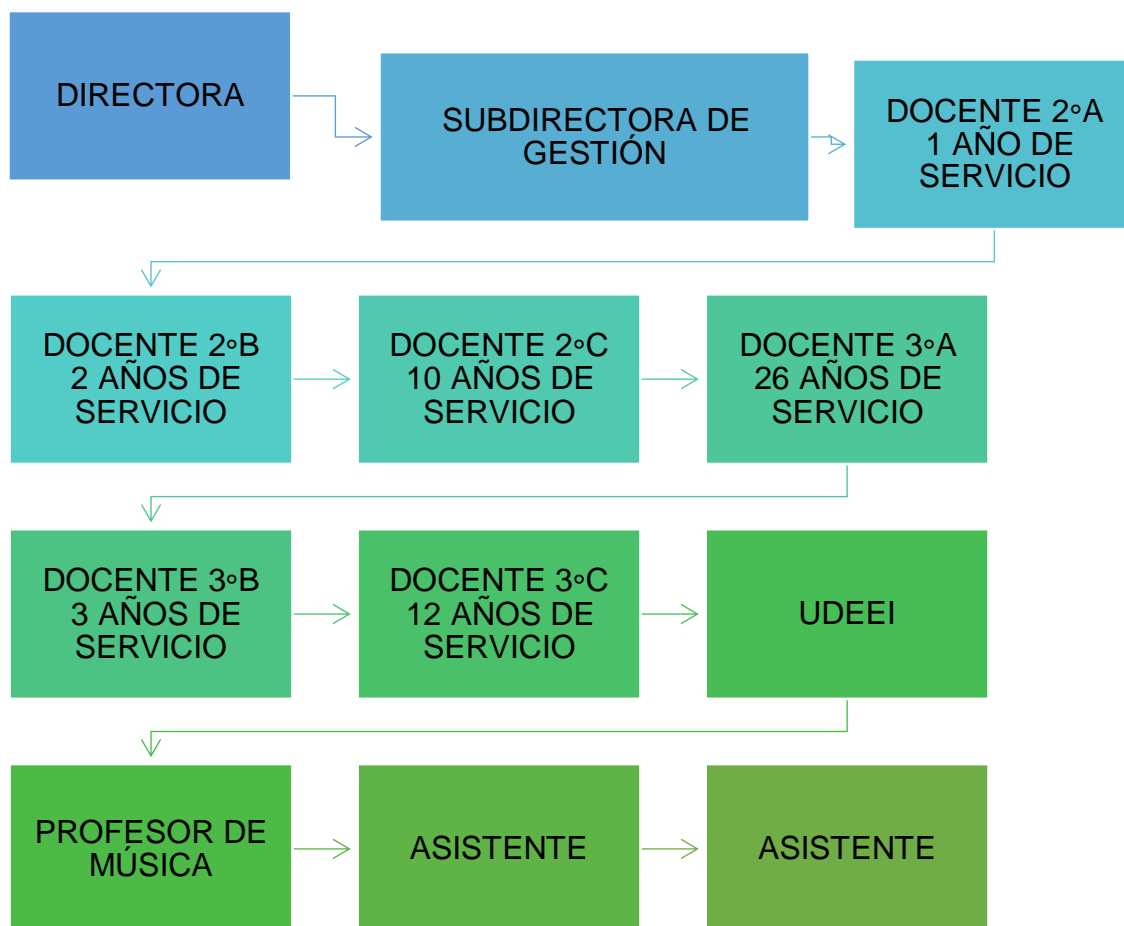 DIRECTORA
SUBDIRECTORA DE
GESTIÓN
DOCENTE 2°A
1 AÑO DE
SERVICIO
DOCENTE 2°B
2 AÑOS DE
SERVICIO
DOCENTE 2°C
10 AÑOS DE
SERVICIO
DOCENTE 3°A
26 AÑOS DE
SERVICIO
DOCENTE 3°B
3 AÑOS DE
SERVICIO
DOCENTE 3°C
12 AÑOS DE
SERVICIO
UDEEI
PROFESOR DE
MÚSICA
ASISTENTE
ASISTENTE